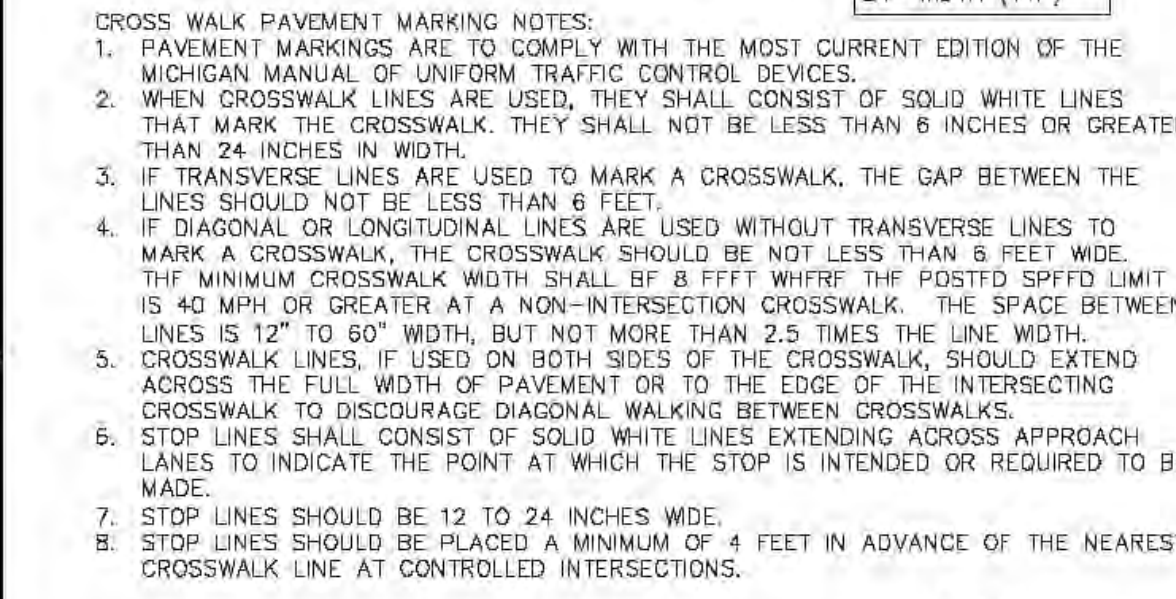 CROSS WALK PAVEMENT MARKING NOTES:
1. PAVEMENT MARKINGS ARE TO COMPLY WITH THE MOST CURRENT EDITION OF THE
MICHIGAN MANUAL OF UNIFORM TRAFFIC CONTROL DEVICES.
2. WHEN CROSSWALK LINES ARE USED, THEY SHALL CONSIST OF SOLID WHITE LINES
THAT MARK THE CROSSWALK. THEY SHALL NOT BE LESS THAN 6 INCHES OR GREATE
THAN 24 INCHES IN WIDTH.
3. IF TRANSVERSE LINES ARE USED TO MARK A CROSSWALK, THE GAP BETWEEN THE
LINES SHOULD NOT BE LESS THAN 6 FEET.
4. IF DIAGONAL OR LONGITUDINAL LINES ARE USED WITHOUT TRANSVERSE LINES TO
MARK A CROSSWALK, THE CROSSWALK SHOULD BE NOT LESS THAN 6 FEET WIDE.
THE MINIMUM CROSSWALK WIDTH SHALL BE 8 FEET WHERE THE POSTED SPEED LIMIT
IS 40 MPH OR GREATER AT A NON-INTERSECTION CROSSWALK. THE SPACE BETWEEN
LINES IS 12" TO 60" WIDTH, BUT NOT MORE THAN 2.5 TIMES THE LINE WIDTH.
5. CROSSWALK LINES, IF USED ON BOTH SIDES OF THE CROSSWALK, SHOULD EXTEND
ACROSS THE FULL WIDTH OF PAVEMENT OR TO THE EDGE OF THE INTERSECTING
CROSSWALK TO DISCOURAGE DIAGONAL WALKING BETWEEN CROSSWALKS.
6. STOP LINES SHALL CONSIST OF SOLID WHITE LINES EXTENDING ACROSS APPROACH
LANES TO INDICATE THE POINT AT WHICH THE STOP IS INTENDED OR REQUIRED TO B
MADE.
7. STOP LINES SHOULD BE 12 TO 24 INCHES WIDE.
8. STOP LINES SHOULD BE PLACED A MINIMUM OF 4 FEET IN ADVANCE OF THE NEARES
CROSSWALK LINE AT CONTROLLED INTERSECTIONS.